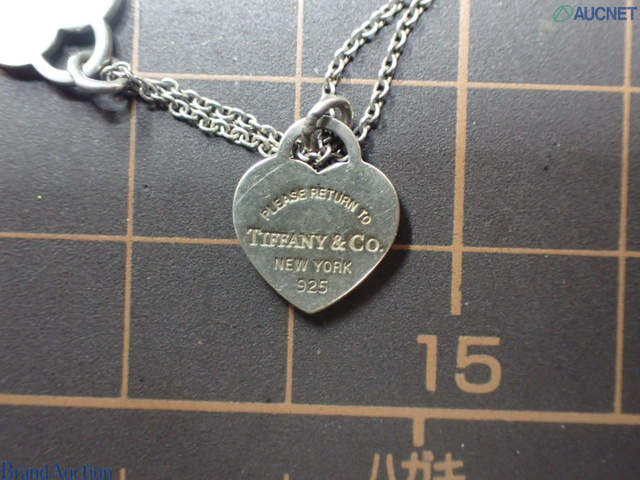 AUCNET
PLEASE RETURN TO
TIFFANY & CO.
NEW YORK
925
15
ハガキ
Brand Auction